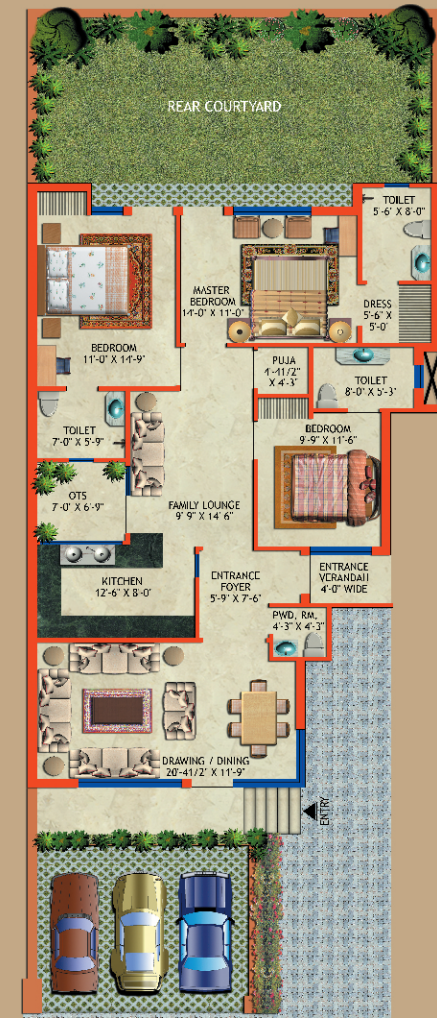 REAR COURTYARD
TOILET
5'-6" X 8'-0"
MASTER
BEDROOM
14'-0" X 11'-0"
DRESS
5'-6" X
5'-0"
BEDROOM
11'-0" X 14'-9"
PUJA
4'-41/2"
X 4'-3"
TOILET
8'-0" X 5'-3"
TOILET
7'-0" X 5'-9"
BEDROOM
9'-9" X 11'-6"
OTS
7'-0" X 6'-9"
FAMILY LOUNGE
9'-9" X 14'-6"
KITCHEN
12'-6" X 8'-0"
ENTRANCE
FOYER
5'-9" X 7'-6"
ENTRANCE
VERANDAH
4'-0" WIDE
PWD. RM.
4'-3" X 4'-3"
DRAWING / DINING
20'-41/2" X 11'-9"
ENTRY